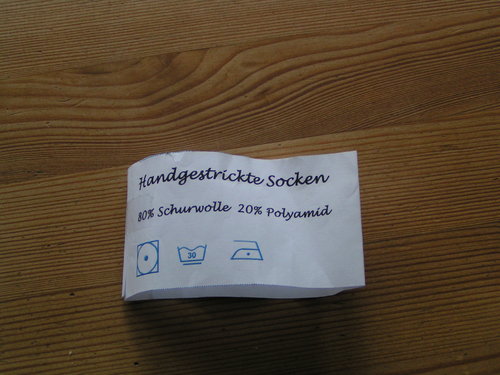 Handgestrickte Socken
80% Schurwolle 20% Polyamid
30